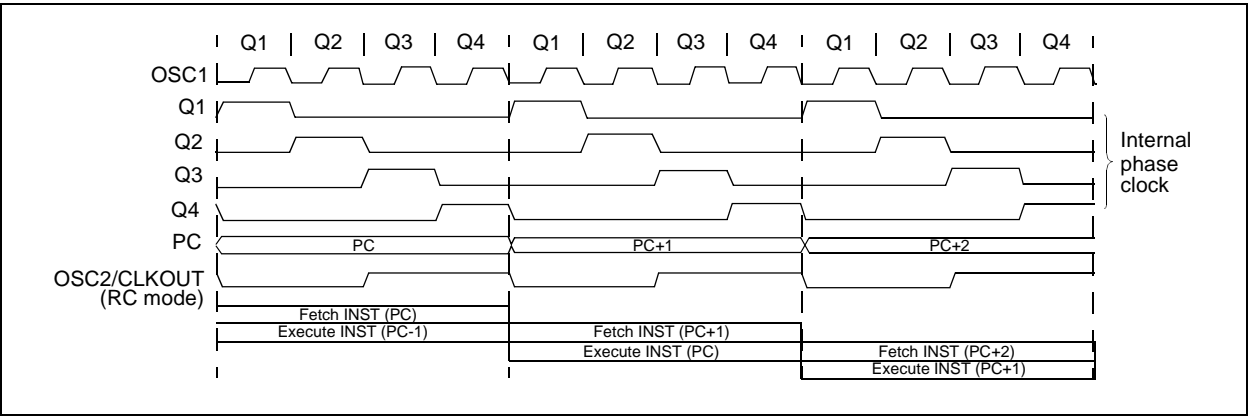 Q1 Q2 Q3 Q4 Q1 Q2 Q3 Q4 Q1 Q2 Q3 Q4
OSC1
Q1
Q2
Q3
Q4
PC
PC PC+1 PC+2
OSC2/CLKOUT
(RC mode)
Internal
phase
clock
Fetch INST (PC)
Execute INST (PC-1) Fetch INST (PC+1)
Execute INST (PC) Fetch INST (PC+2)
Execute INST (PC+1)